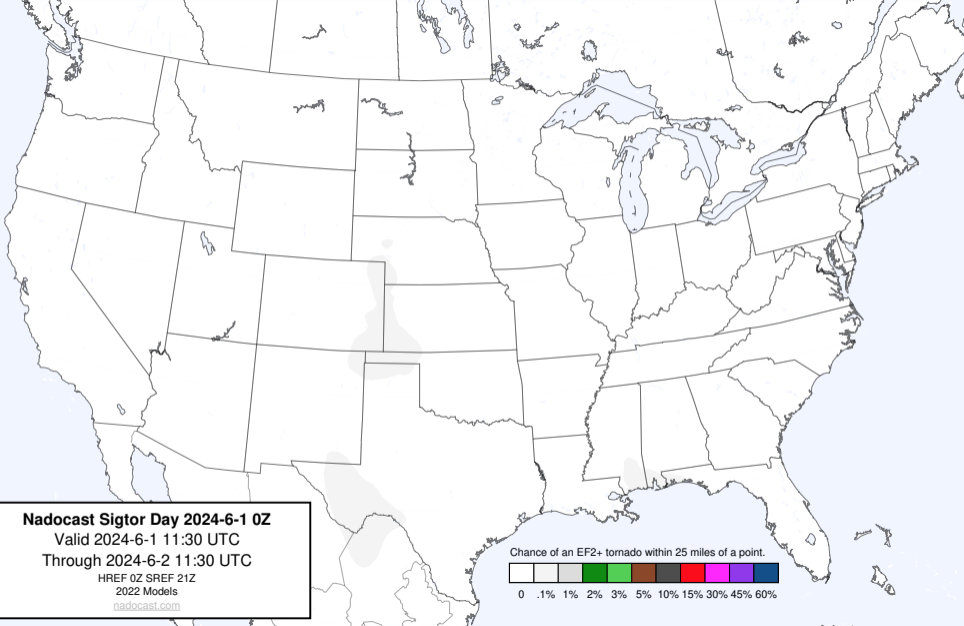 Nadocast Sigtor Day 2024-6-1 0Z
Valid 2024-6-1 11:30 UTC
Through 2024-6-2 11:30 UTC
HREF 0Z SREF 21Z
2022 Models
nadocast.com
Chance of an EF2+ tornado within 25 miles of a point.
0 .1% 1% 2% 3% 5% 10% 15% 30% 45% 60%